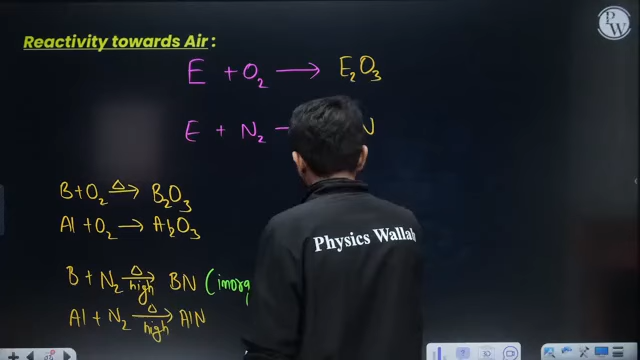 PW
Reactivity towards Air :
E + O₂ ⟶ E₂O₃
E + N₂ ⟶ N
B + O₂ —Δ→ B₂O₃
Al + O₂ ⟶ Al₂O₃
B + N₂ —Δ/high→ BN (inorg
Al + N₂ —Δ/high→ AlN
Physics Wallah